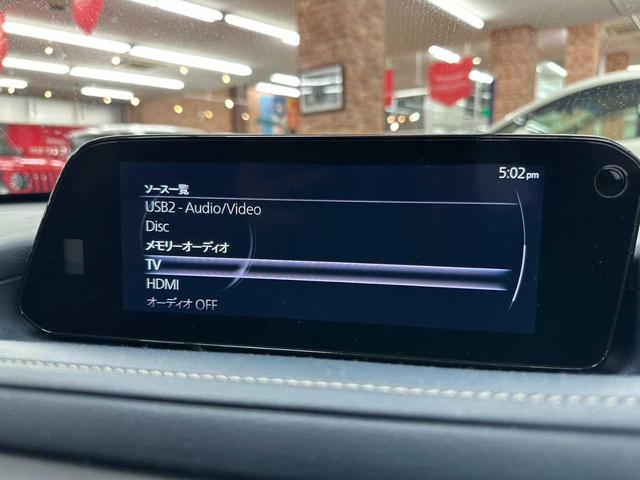 5:02pm
ソース一覧
USB2 - Audio/Video
Disc
メモリーオーディオ
TV
HDMI
オーディオ OFF